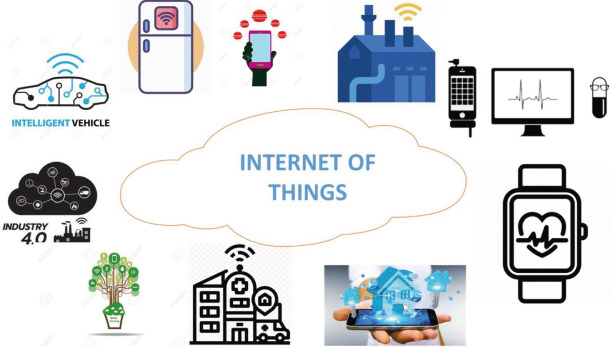 INTELLIGENT VEHICLE
INTERNET OF
THINGS
INDUSTRY
4.0